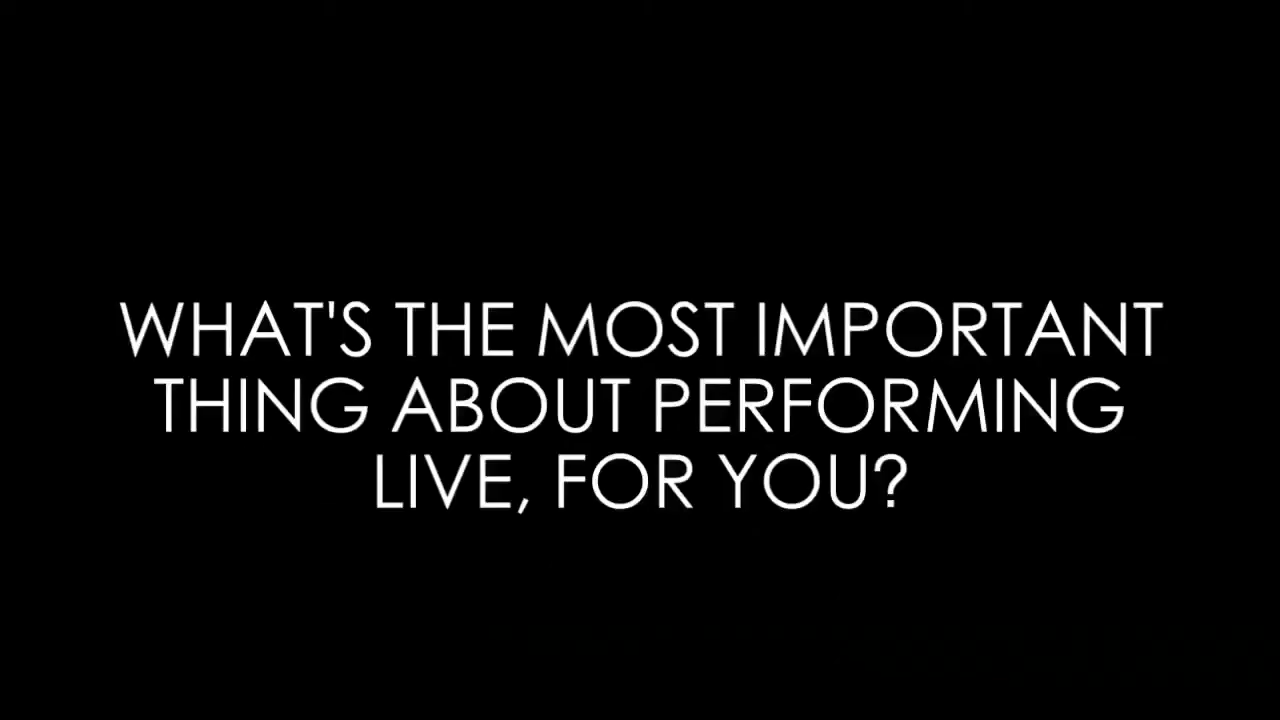 WHAT'S THE MOST IMPORTANT
THING ABOUT PERFORMING
LIVE, FOR YOU?